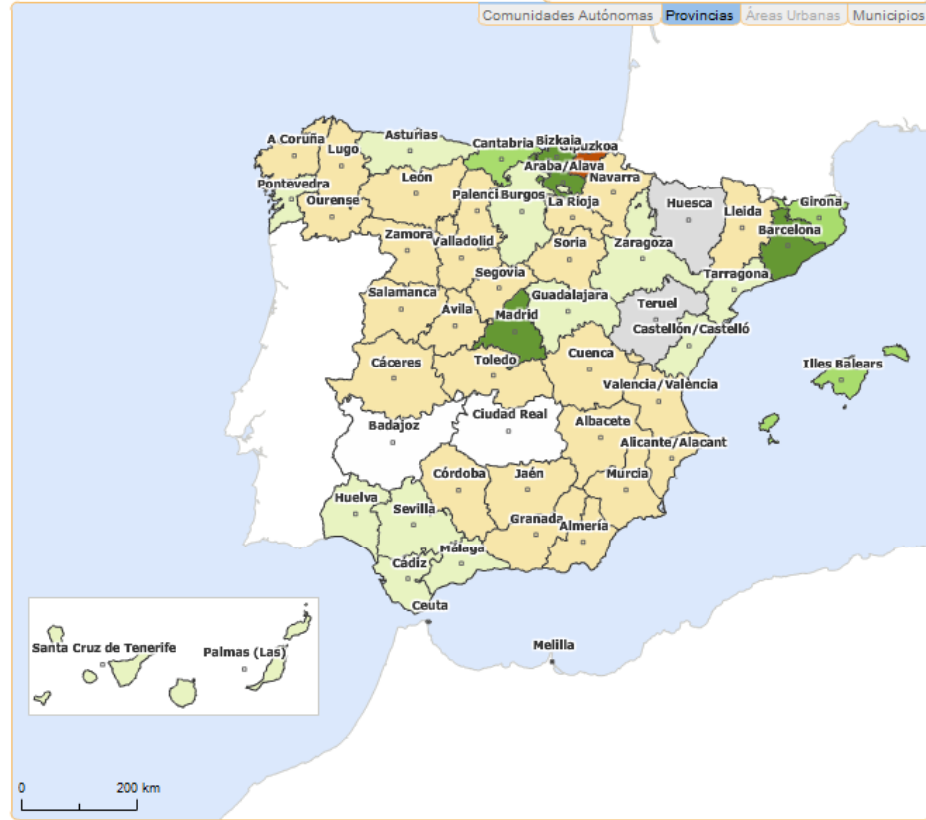 Comunidades Autónomas Provincias Áreas Urbanas Municipios
A Coruña
Lugo
Asturias
Cantabria
Bizkaia
Gipuzkoa
Araba/Alava
Navarra
Pontevedra
Ourense
León
Palenci
Burgos
La Rioja
Huesca
Lleida
Girona
Barcelona
Zamora
Valladolid
Soria
Zaragoza
Tarragona
Segovia
Salamanca
Ávila
Madrid
Guadalajara
Teruel
Castellón/Castelló
Cáceres
Toledo
Cuenca
Valencia/València
Illes Balears
Badajoz
Ciudad Real
Albacete
Alicante/Alacant
Huelva
Sevilla
Córdoba
Jaén
Murcia
Granada
Almería
Málaga
Cádiz
Ceuta
Melilla
Santa Cruz de Tenerife
Palmas (Las)
0 200 km